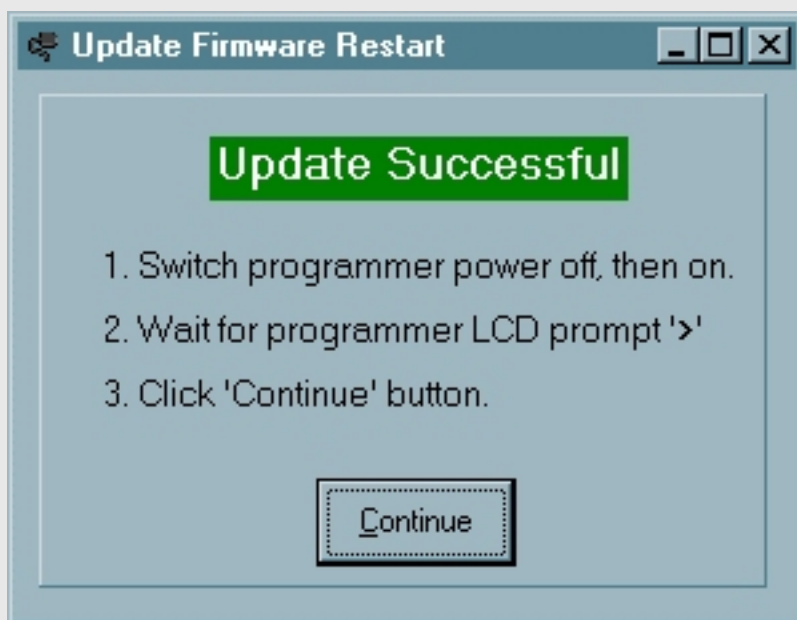 Update Firmware Restart
Update Successful
1. Switch programmer power off, then on.
2. Wait for programmer LCD prompt '>'
3. Click 'Continue' button.
Continue